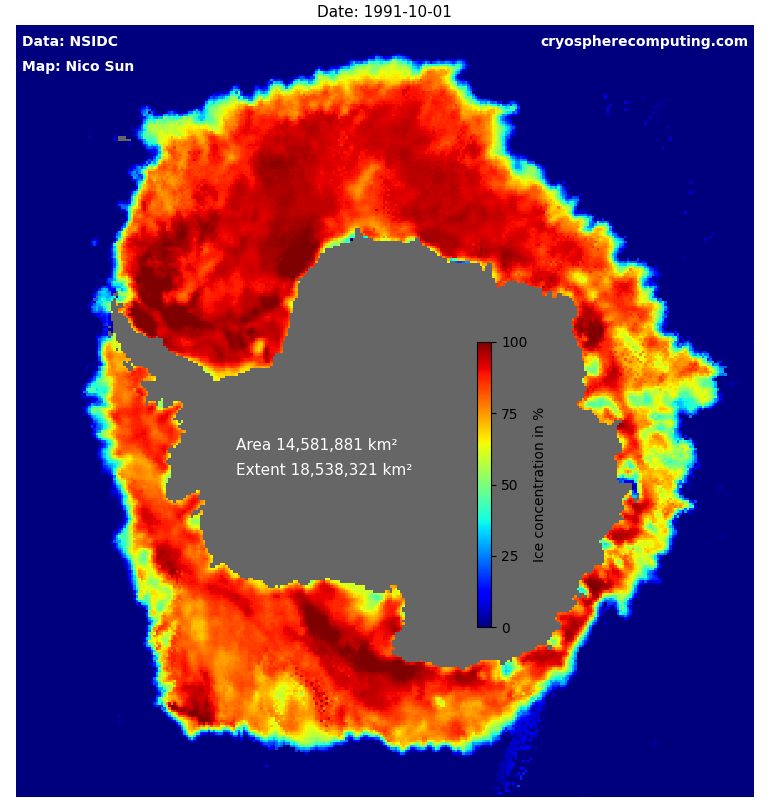 Date: 1991-10-01
Data: NSIDC
cryospherecomputing.com
Map: Nico Sun
100
75
50
25
0
Ice concentration in %
Area 14,581,881 km²
Extent 18,538,321 km²